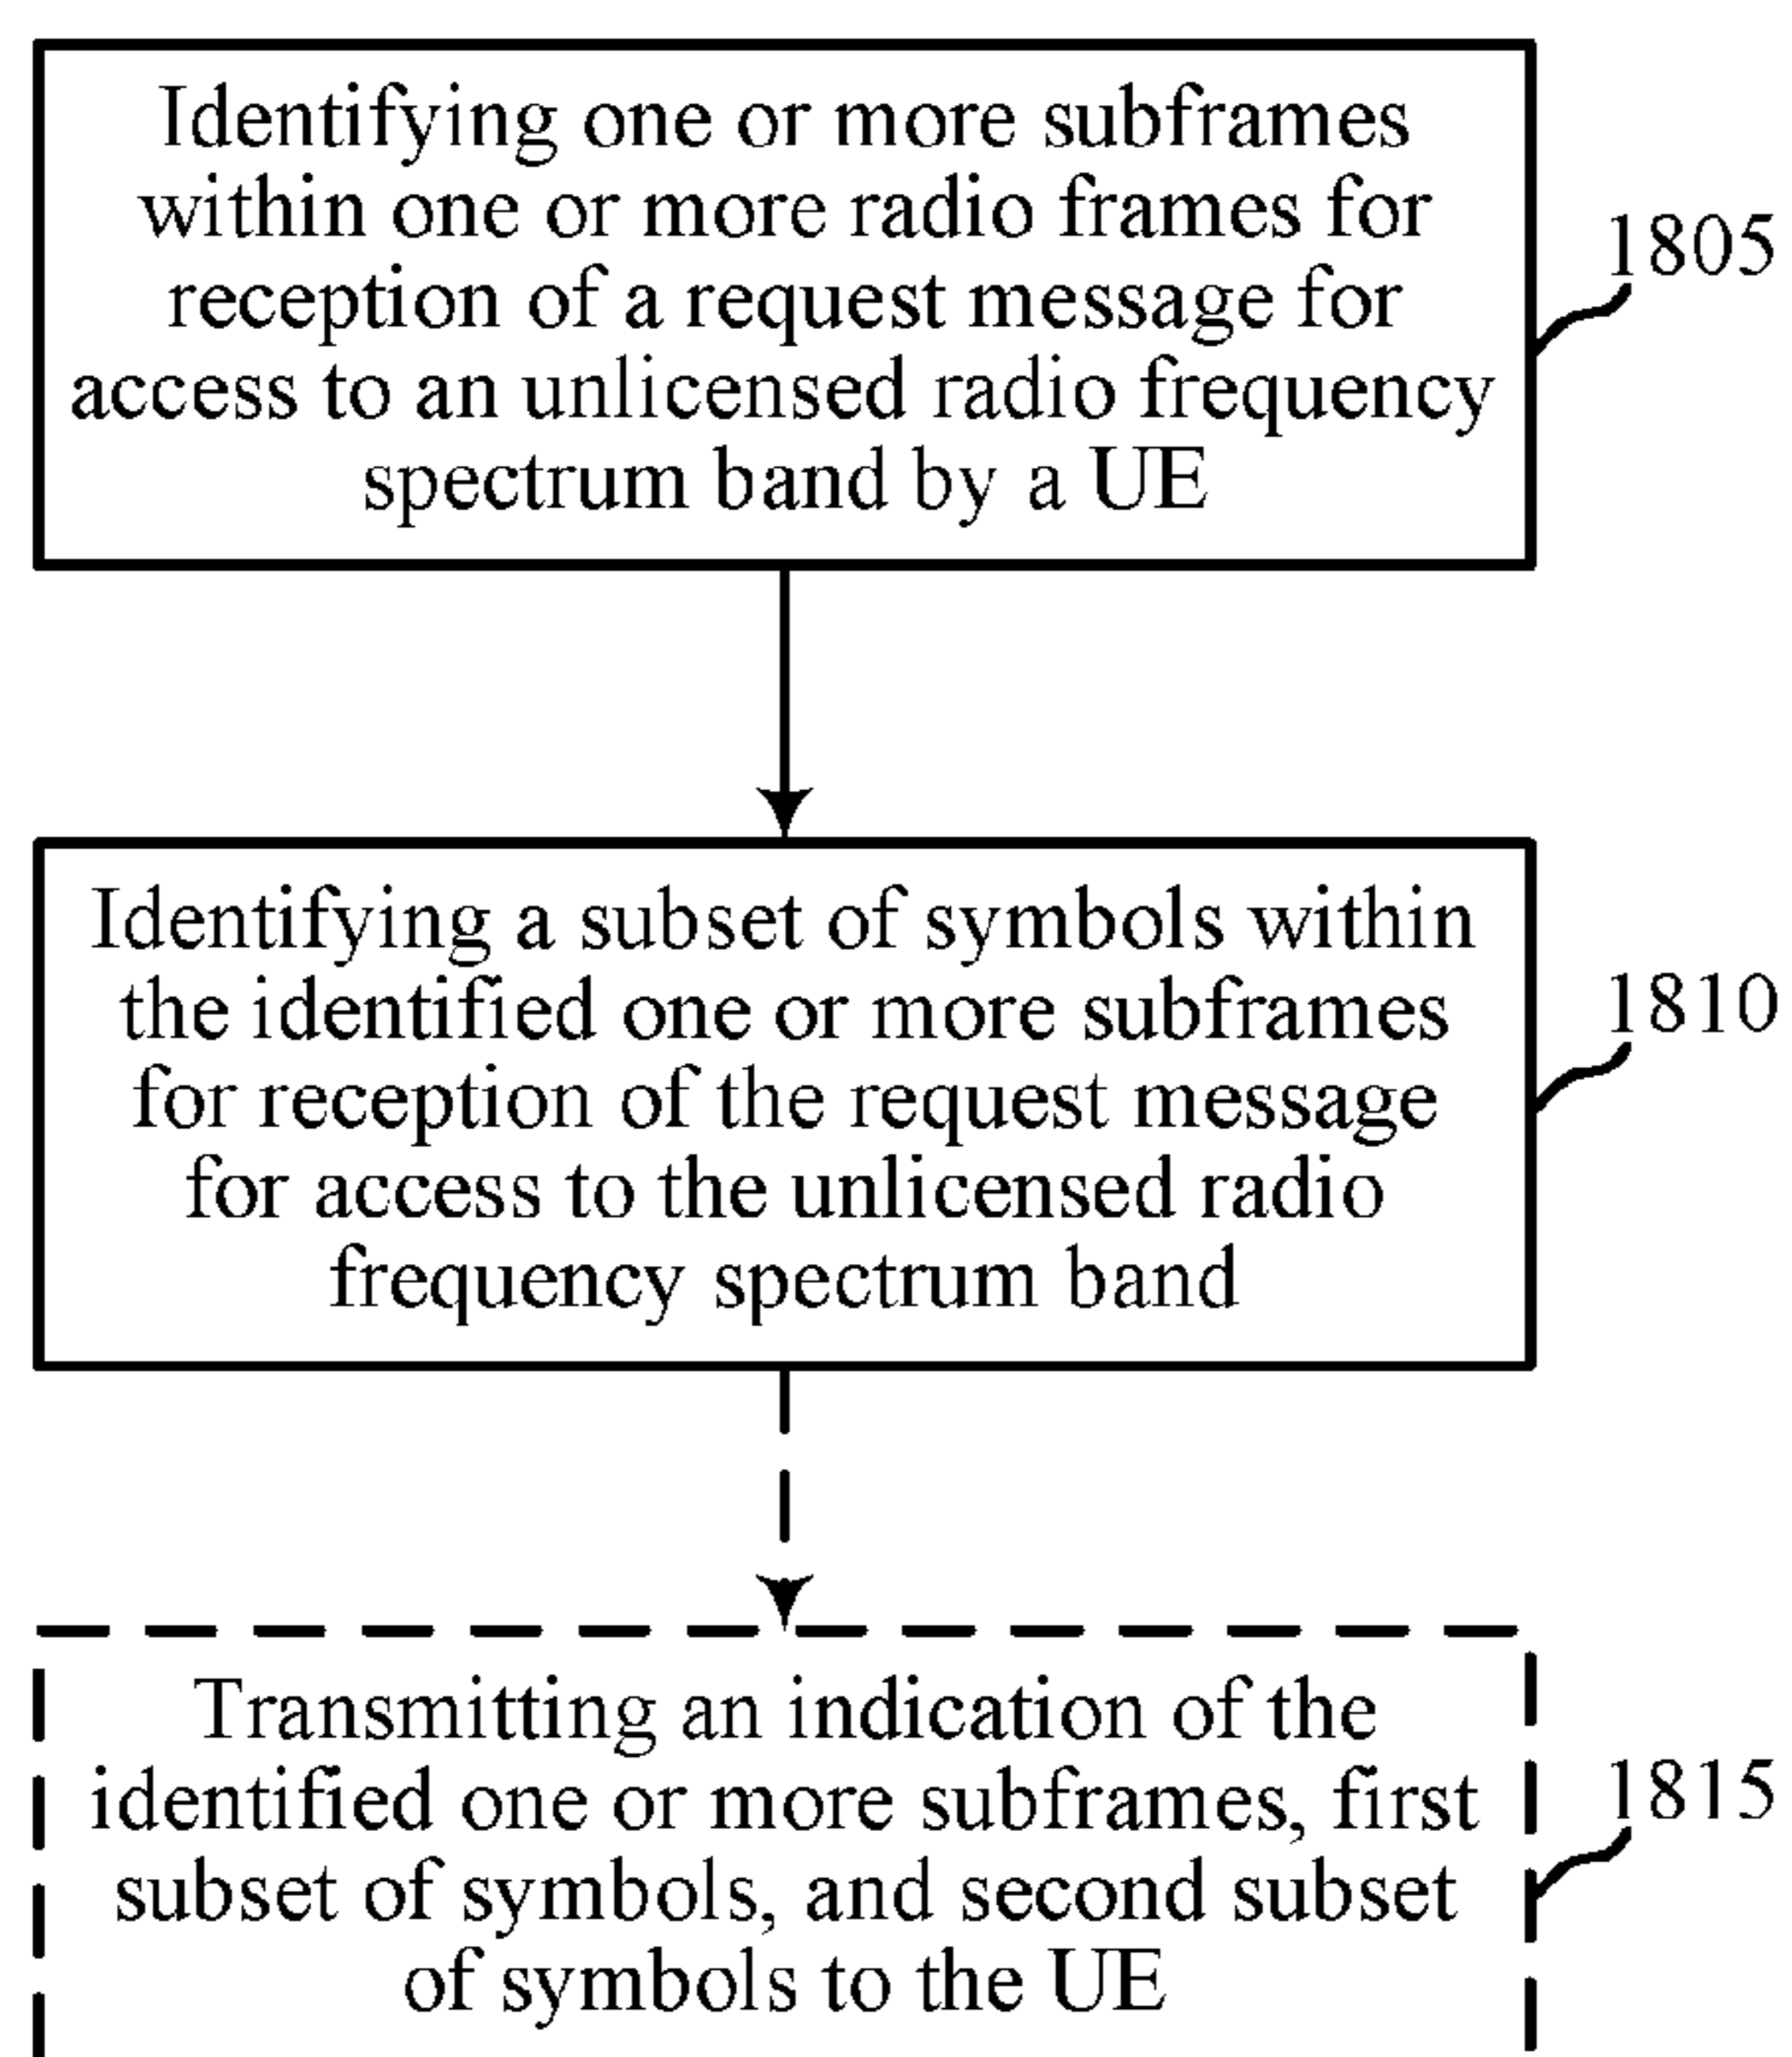 Identifying one or more subframes
within one or more radio frames for
reception of a request message for
access to an unlicensed radio frequency
spectrum band by a UE
1805
Identifying a subset of symbols within
the identified one or more subframes
for reception of the request message
for access to the unlicensed radio
frequency spectrum band
1810
Transmitting an indication of the
identified one or more subframes, first
subset of symbols, and second subset
of symbols to the UE
1815